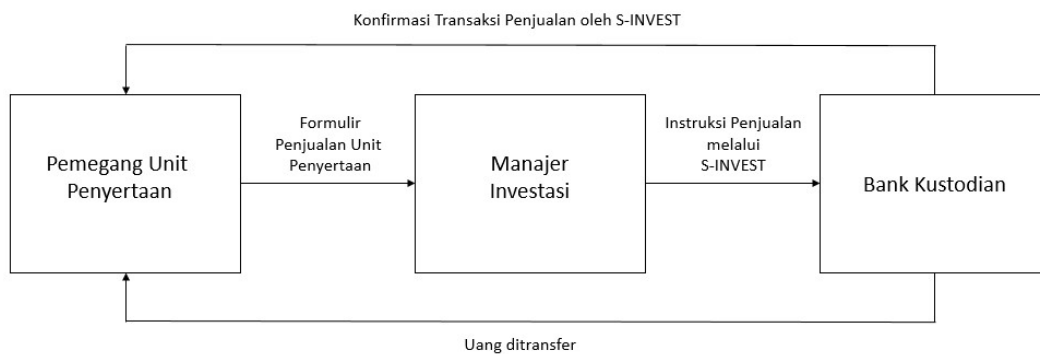 Konfirmasi Transaksi Penjualan oleh S-INVEST
Pemegang Unit
Penyertaan
Formulir
Penjualan Unit
Penyertaan
Manajer
Investasi
Instruksi Penjualan
melalui
S-INVEST
Bank Kustodian
Uang ditransfer